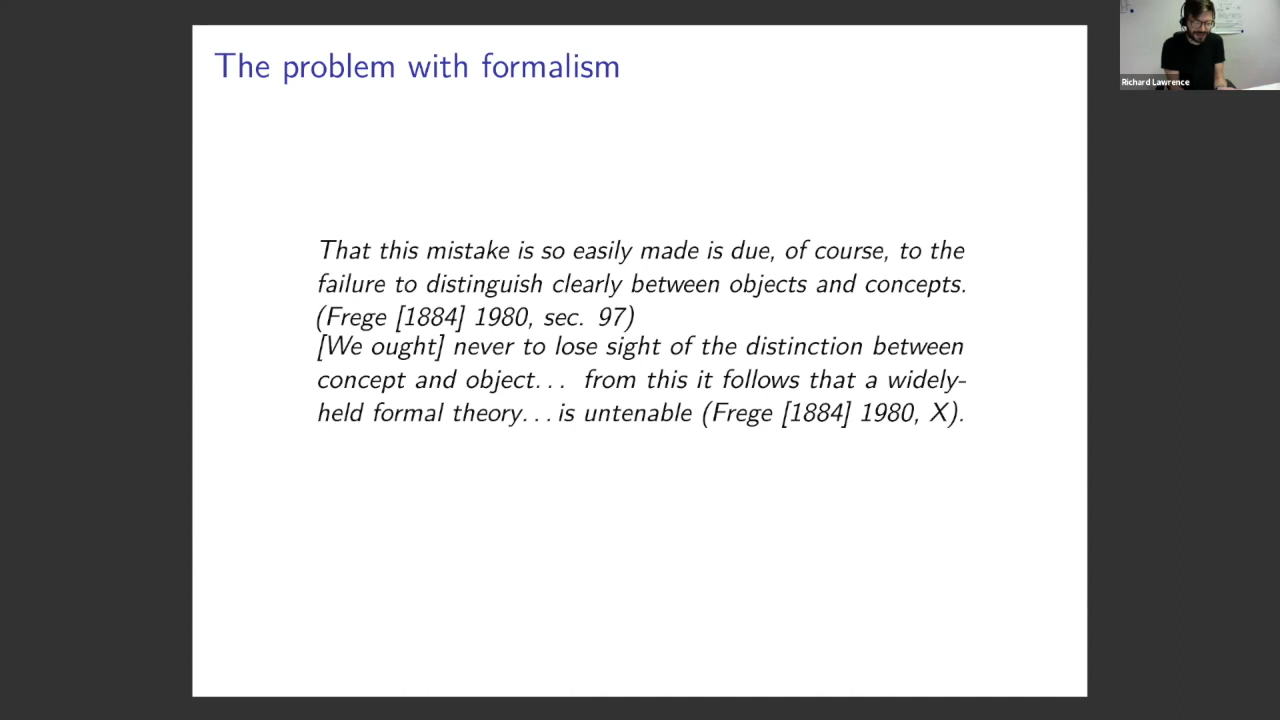 The problem with formalism
Richard Lawrence
That this mistake is so easily made is due, of course, to the
failure to distinguish clearly between objects and concepts.
(Frege [1884] 1980, sec. 97)
[We ought] never to lose sight of the distinction between
concept and object... from this it follows that a widely-
held formal theory...is untenable (Frege [1884] 1980, X).